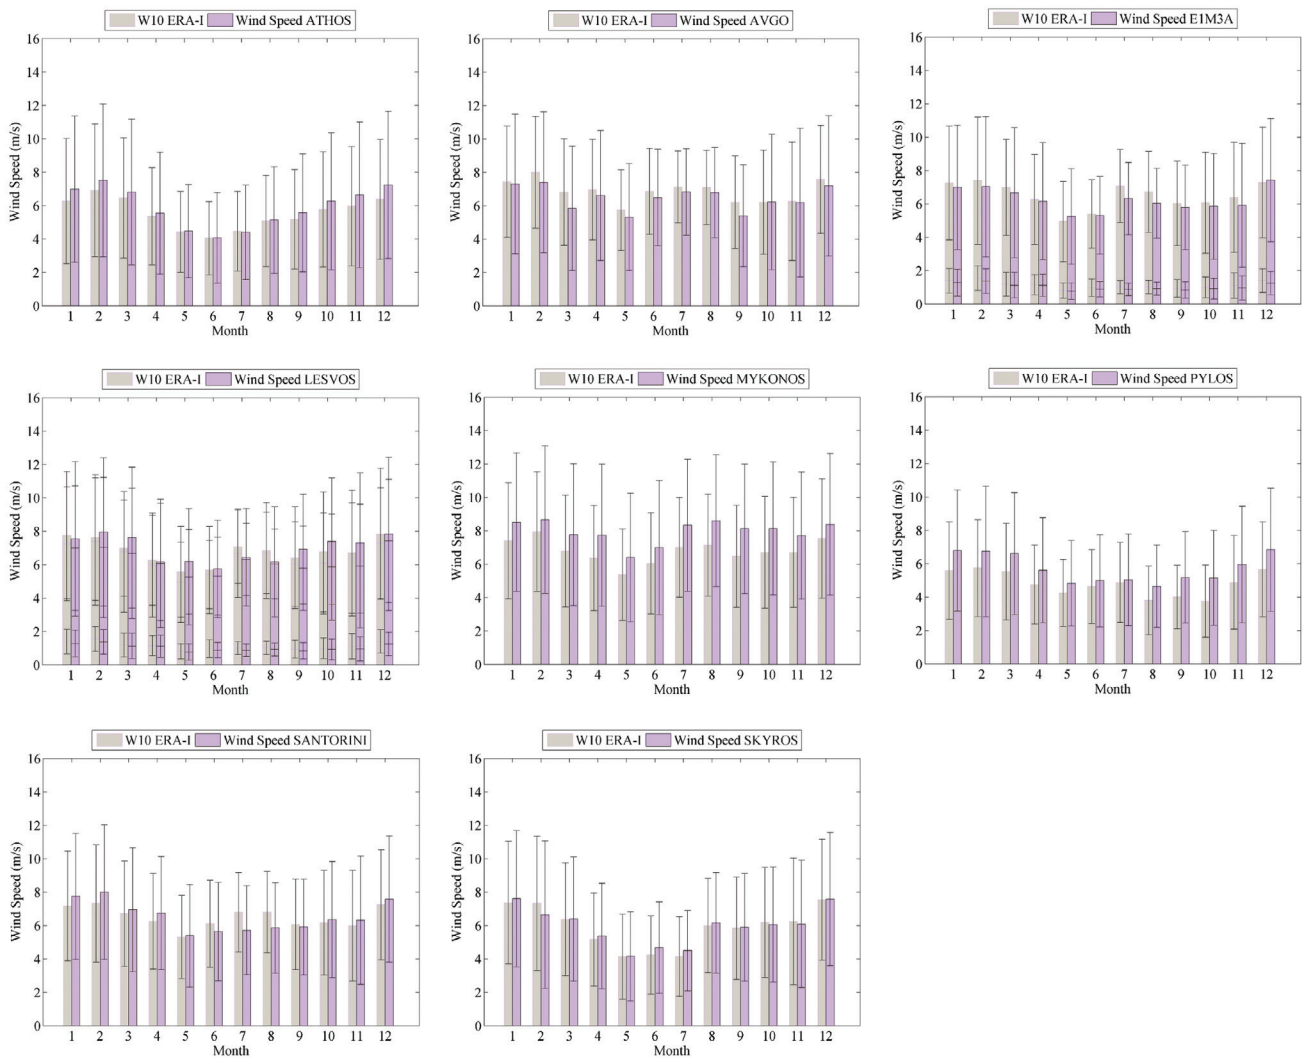 W10 ERA-I Wind Speed ATHOS
Wind Speed (m/s)
16
14
12
10
8
6
4
2
0
1 2 3 4 5 6 7 8 9 10 11 12
Month
W10 ERA-I Wind Speed AVGO
Wind Speed (m/s)
16
14
12
10
8
6
4
2
0
1 2 3 4 5 6 7 8 9 10 11 12
Month
W10 ERA-I Wind Speed E1M3A
Wind Speed (m/s)
16
14
12
10
8
6
4
2
0
1 2 3 4 5 6 7 8 9 10 11 12
Month
W10 ERA-I Wind Speed LESVOS
Wind Speed (m/s)
16
14
12
10
8
6
4
2
0
1 2 3 4 5 6 7 8 9 10 11 12
Month
W10 ERA-I Wind Speed MYKONOS
Wind Speed (m/s)
16
14
12
10
8
6
4
2
0
1 2 3 4 5 6 7 8 9 10 11 12
Month
W10 ERA-I Wind Speed PYLOS
Wind Speed (m/s)
16
14
12
10
8
6
4
2
0
1 2 3 4 5 6 7 8 9 10 11 12
Month
W10 ERA-I Wind Speed SANTORINI
Wind Speed (m/s)
16
14
12
10
8
6
4
2
0
1 2 3 4 5 6 7 8 9 10 11 12
Month
W10 ERA-I Wind Speed SKYROS
Wind Speed (m/s)
16
14
12
10
8
6
4
2
0
1 2 3 4 5 6 7 8 9 10 11 12
Month